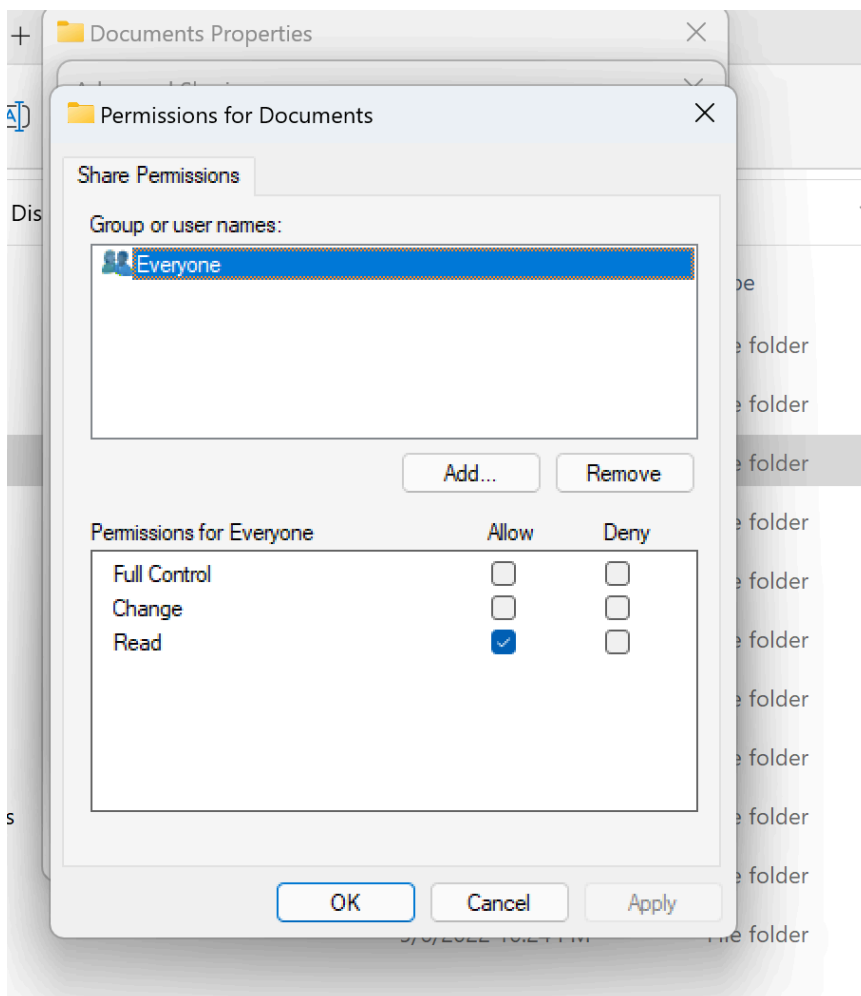 Documents Properties
Permissions for Documents
Share Permissions
Dis
Group or user names:
Everyone
pe
e folder
e folder
Add... Remove
e folder
Permissions for Everyone Allow Deny
e folder
Full Control
e folder
Change
Read
e folder
e folder
e folder
s
e folder
e folder
OK Cancel Apply
File folder